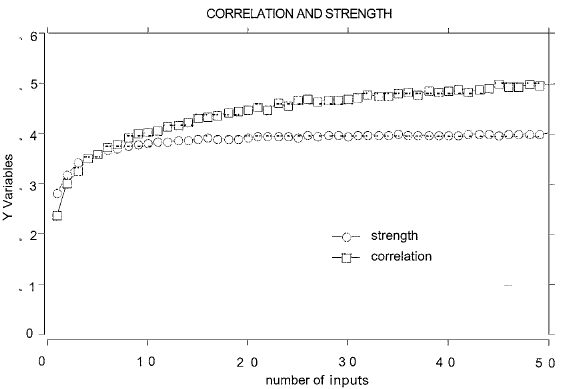 CORRELATION AND STRENGTH
. 6
. 5
. 4
. 3
. 2
. 1
0
Y Variables
strength
correlation
0 10 20 30 40 50
number of inputs